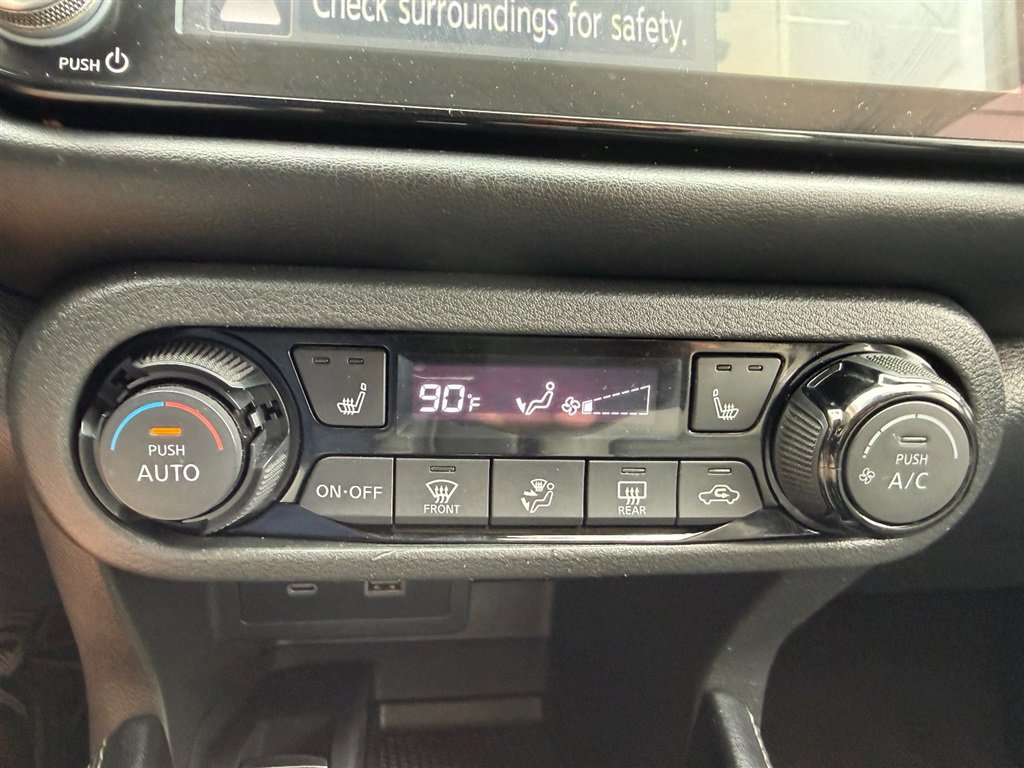 Check surroundings for safety.
PUSH
90°F
PUSH
AUTO
PUSH
A/C
ON·OFF
FRONT
REAR